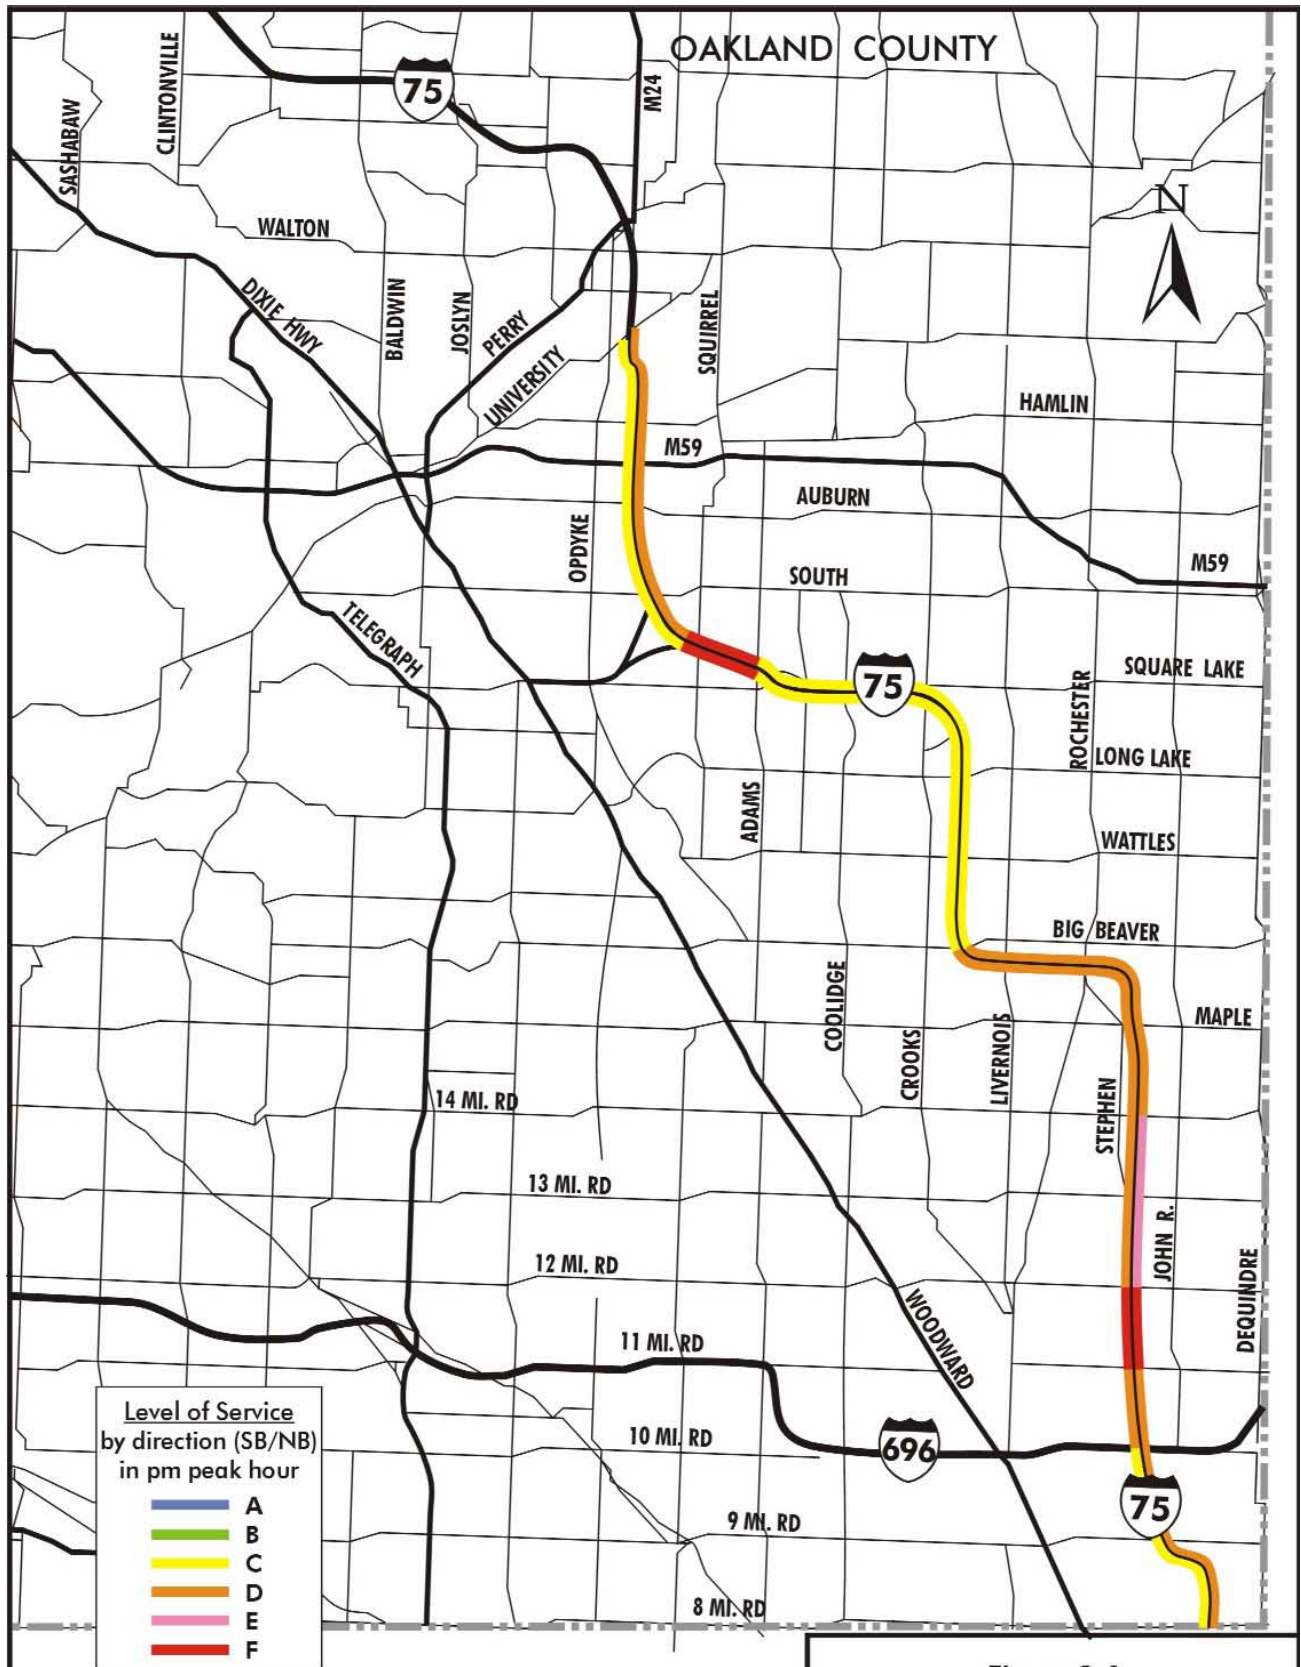 OAKLAND COUNTY
75
M24
CLINTONVILLE
SASHABAW
N
WALTON
DIXIE HWY
BALDWIN
JOSLYN
PERRY
UNIVERSITY
SQUIRREL
HAMLIN
M59
AUBURN
OPDYKE
SOUTH
M59
TELEGRAPH
75
SQUARE LAKE
ROCHESTER
LONG LAKE
ADAMS
WATTLES
BIG BEAVER
COOLIDGE
MAPLE
CROOKS
LIVERNOIS
STEPHEN
14 MI. RD
13 MI. RD
JOHN R.
12 MI. RD
DEQUINDRE
WOODWARD
11 MI. RD
10 MI. RD
696
75
9 MI. RD
8 MI. RD
Level of Service
by direction (SB/NB)
in pm peak hour
A
B
C
D
E
F